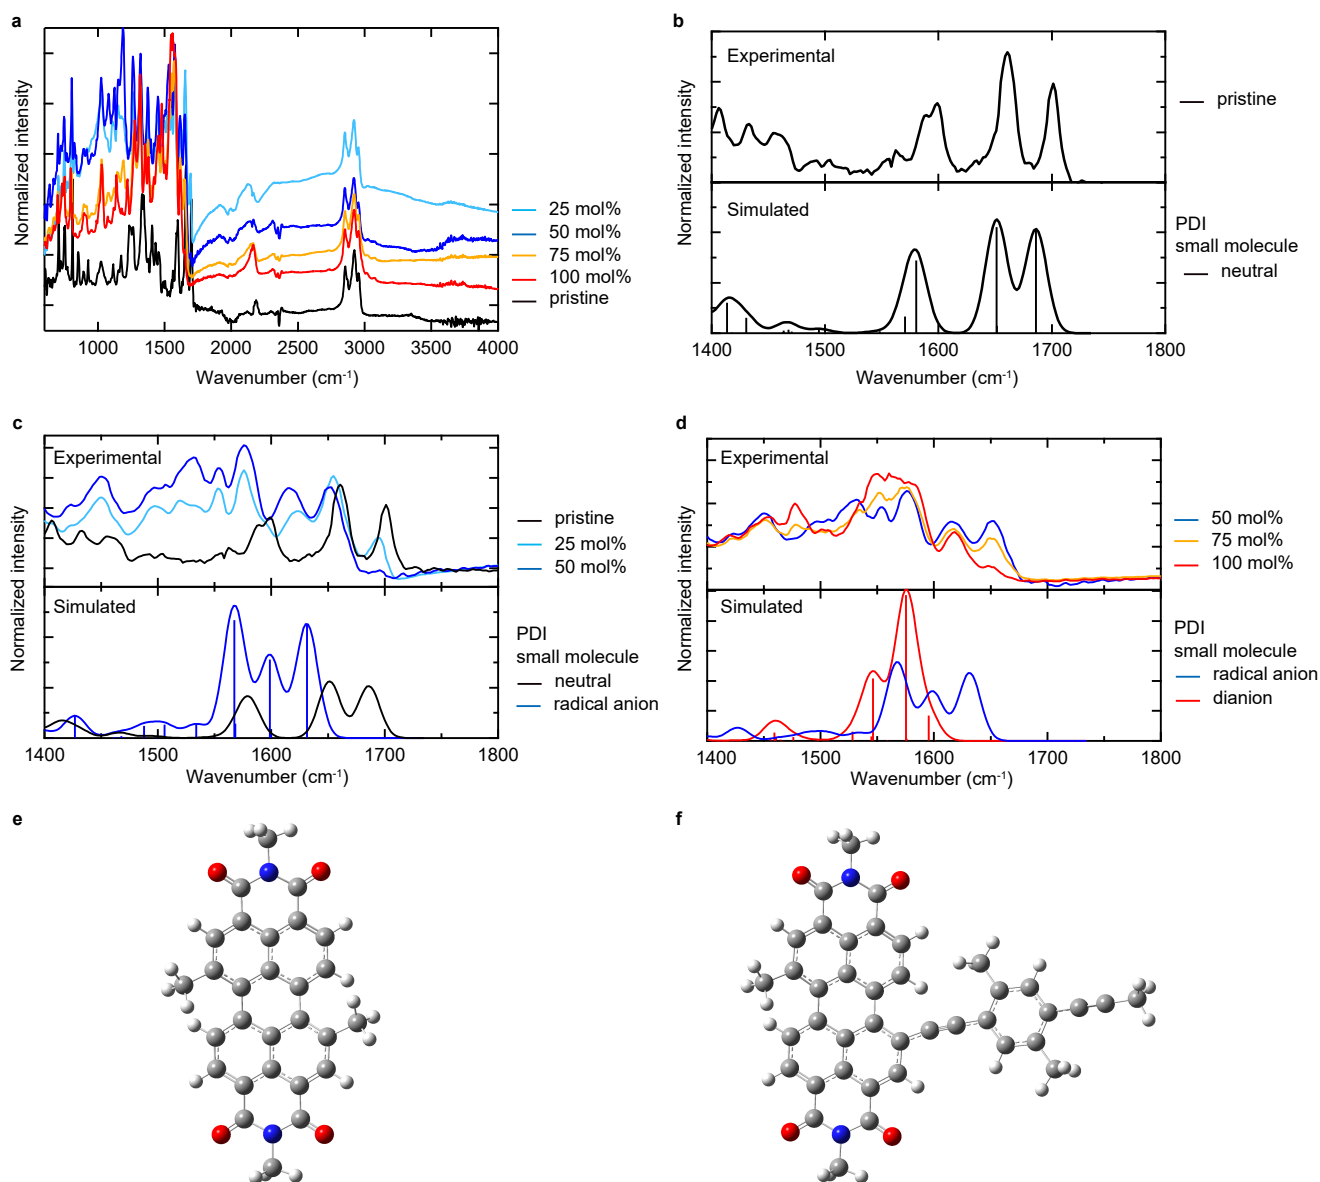 a
Normalized intensity
1000 1500 2000 2500 3000 3500 4000
Wavenumber (cm-1)
25 mol%
50 mol%
75 mol%
100 mol%
pristine
b
Normalized intensity
Experimental
pristine
Simulated
PDI
small molecule
neutral
1400 1500 1600 1700 1800
Wavenumber (cm-1)
c
Normalized intensity
Experimental
pristine
25 mol%
50 mol%
Simulated
PDI
small molecule
neutral
radical anion
1400 1500 1600 1700 1800
Wavenumber (cm-1)
d
Normalized intensity
Experimental
50 mol%
75 mol%
100 mol%
Simulated
PDI
small molecule
radical anion
dianion
1400 1500 1600 1700 1800
Wavenumber (cm-1)
e
f